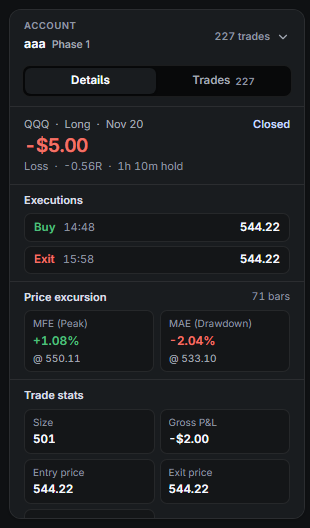 ACCOUNT
aaa Phase 1
227 trades
Details
Trades 227
QQQ · Long · Nov 20
Closed
-$5.00
Loss · -0.56R · 1h 10m hold
Executions
Buy 14:48 544.22
Exit 15:58 544.22
Price excursion 71 bars
MFE (Peak)
+1.08%
@ 550.11
MAE (Drawdown)
-2.04%
@ 533.10
Trade stats
Size
501
Gross P&L
-$2.00
Entry price
544.22
Exit price
544.22